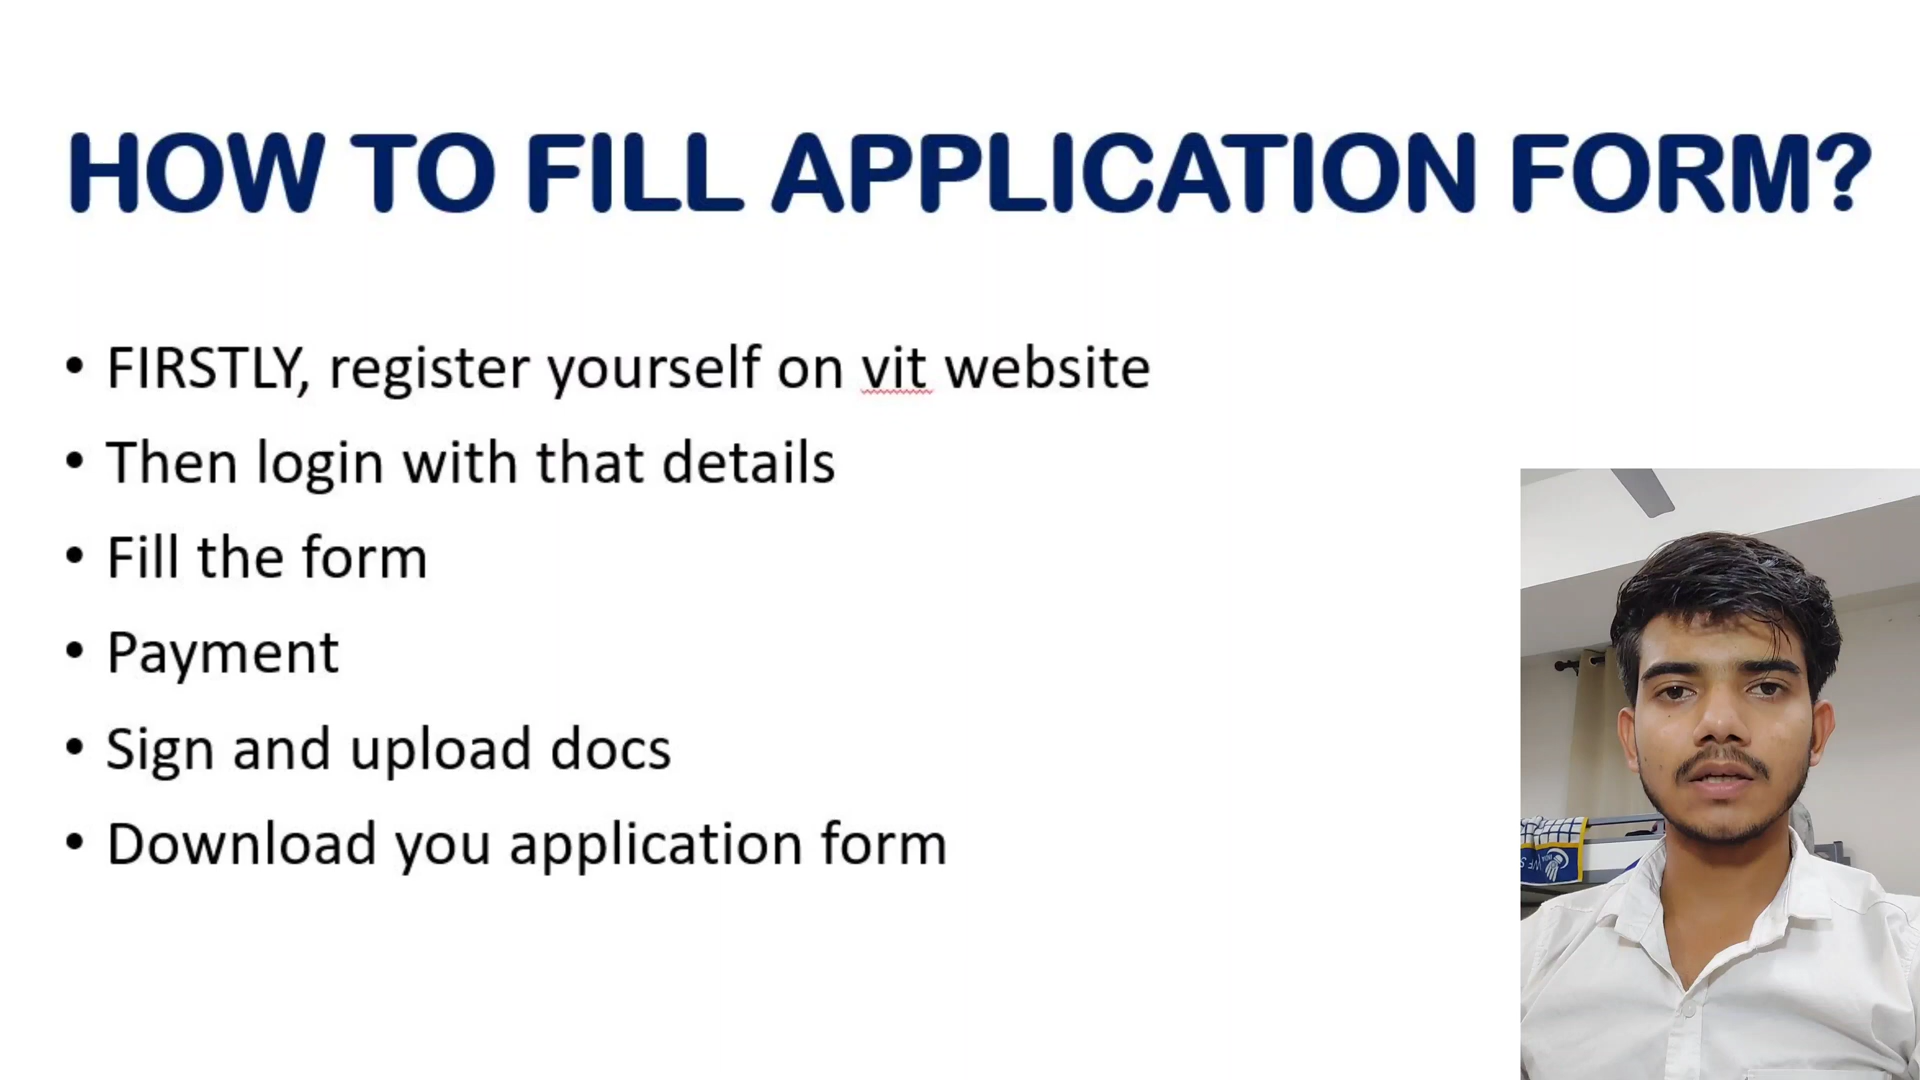 HOW TO FILL APPLICATION FORM?
• FIRSTLY, register yourself on vit website
• Then login with that details
• Fill the form
• Payment
• Sign and upload docs
• Download you application form